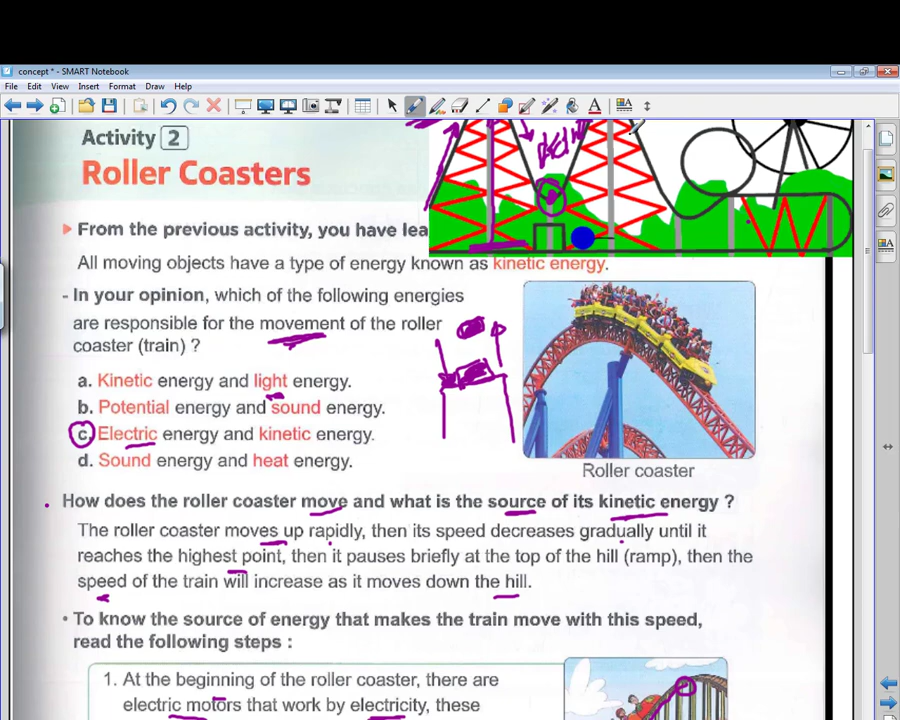 concept * - SMART Notebook
File Edit View Insert Format Draw Help
Activity 2
Roller Coasters
From the previous activity, you have lea
All moving objects have a type of energy known as kinetic energy.
- In your opinion, which of the following energies
are responsible for the movement of the roller
coaster (train) ?
a. Kinetic energy and light energy.
b. Potential energy and sound energy.
c. Electric energy and kinetic energy.
d. Sound energy and heat energy.
Roller coaster
• How does the roller coaster move and what is the source of its kinetic energy ?
The roller coaster moves up rapidly, then its speed decreases gradually until it
reaches the highest point, then it pauses briefly at the top of the hill (ramp), then the
speed of the train will increase as it moves down the hill.
• To know the source of energy that makes the train move with this speed,
read the following steps :
1. At the beginning of the roller coaster, there are
electric motors that work by electricity, these